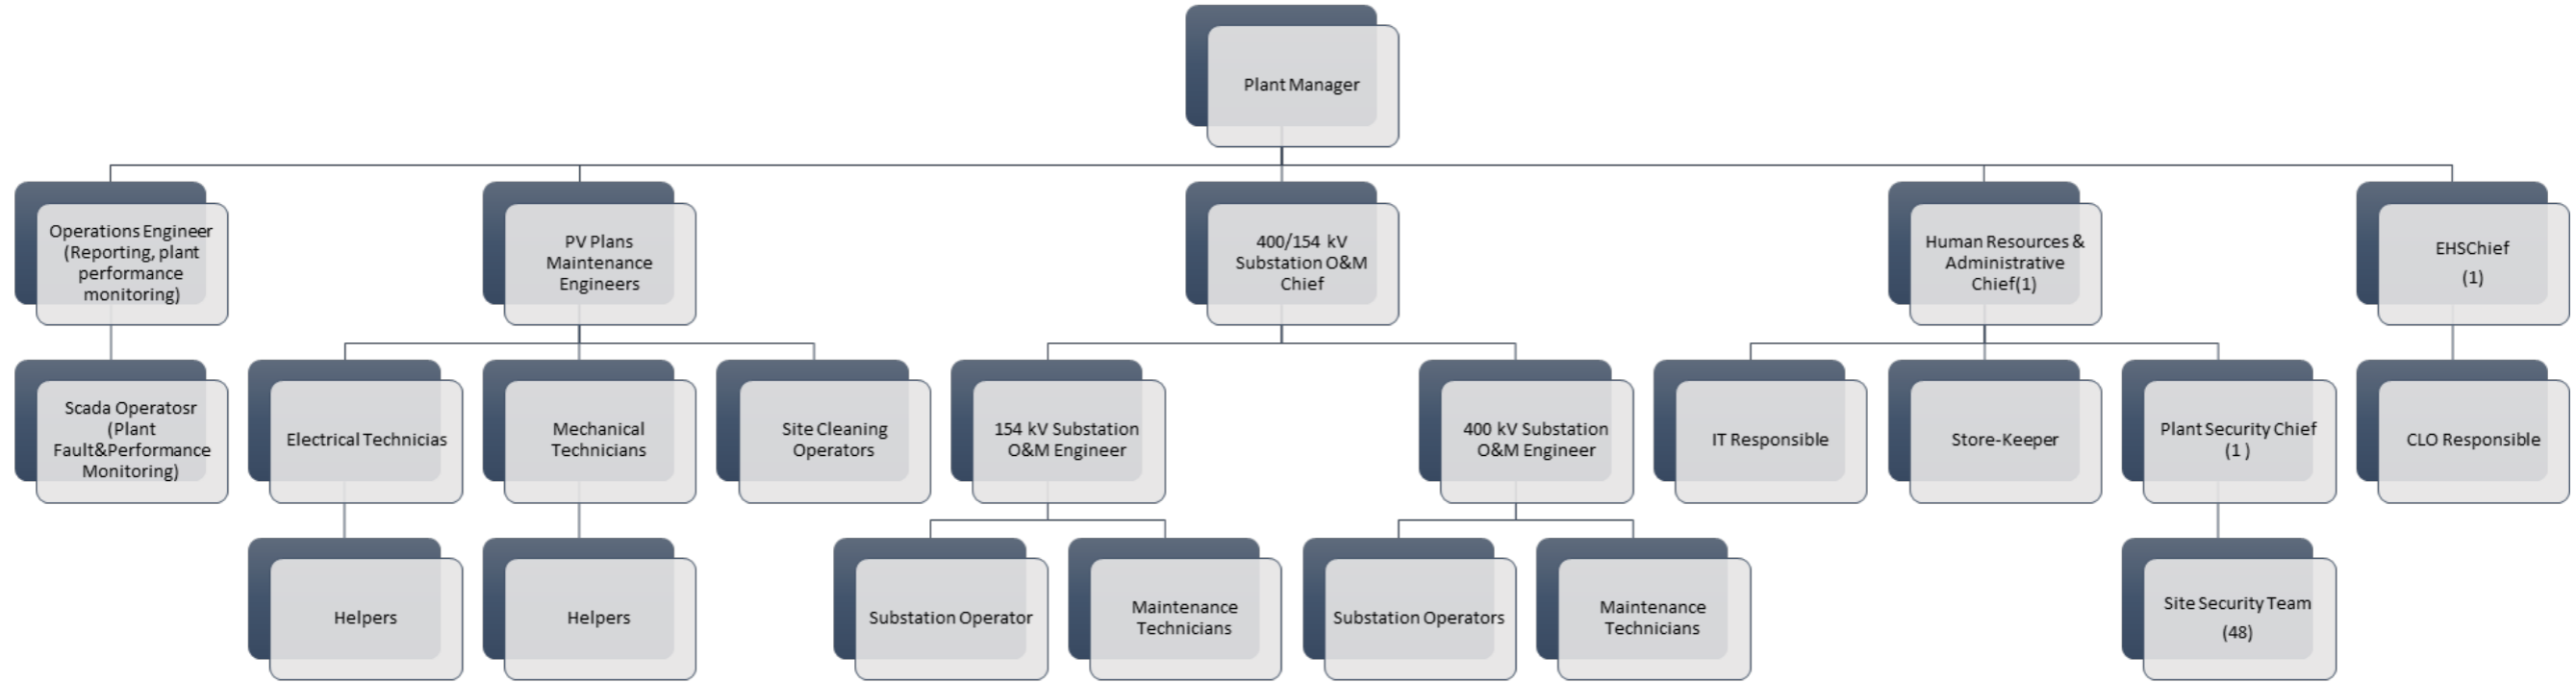 Plant Manager
Operations Engineer
(Reporting, plant
performance
monitoring)
PV Plans
Maintenance
Engineers
400/154 kV
Substation O&M
Chief
Human Resources &
Administrative
Chief(1)
EHSChief
(1)
Scada Operatosr
(Plant
Fault&Performance
Monitoring)
Electrical Technicias
Mechanical
Technicians
Site Cleaning
Operators
154 kV Substation
O&M Engineer
400 kV Substation
O&M Engineer
IT Responsible
Store-Keeper
Plant Security Chief
(1 )
CLO Responsible
Helpers
Helpers
Substation Operator
Maintenance
Technicians
Substation Operators
Maintenance
Technicians
Site Security Team
(48)